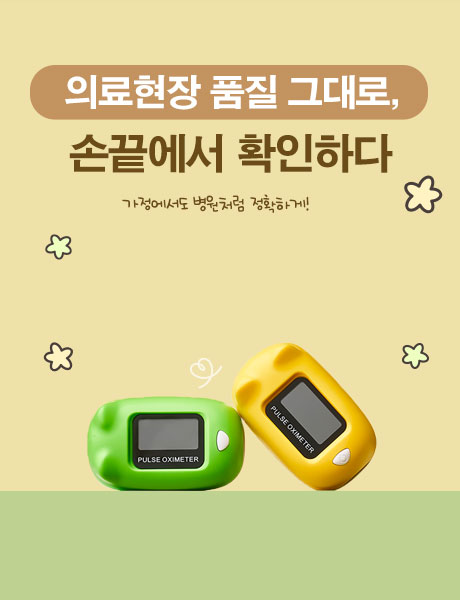 의료현장 품질 그대로,
손끝에서 확인하다
가정에서도 병원처럼 정확하게!
PULSE OXIMETER
PULSE OXIMETER